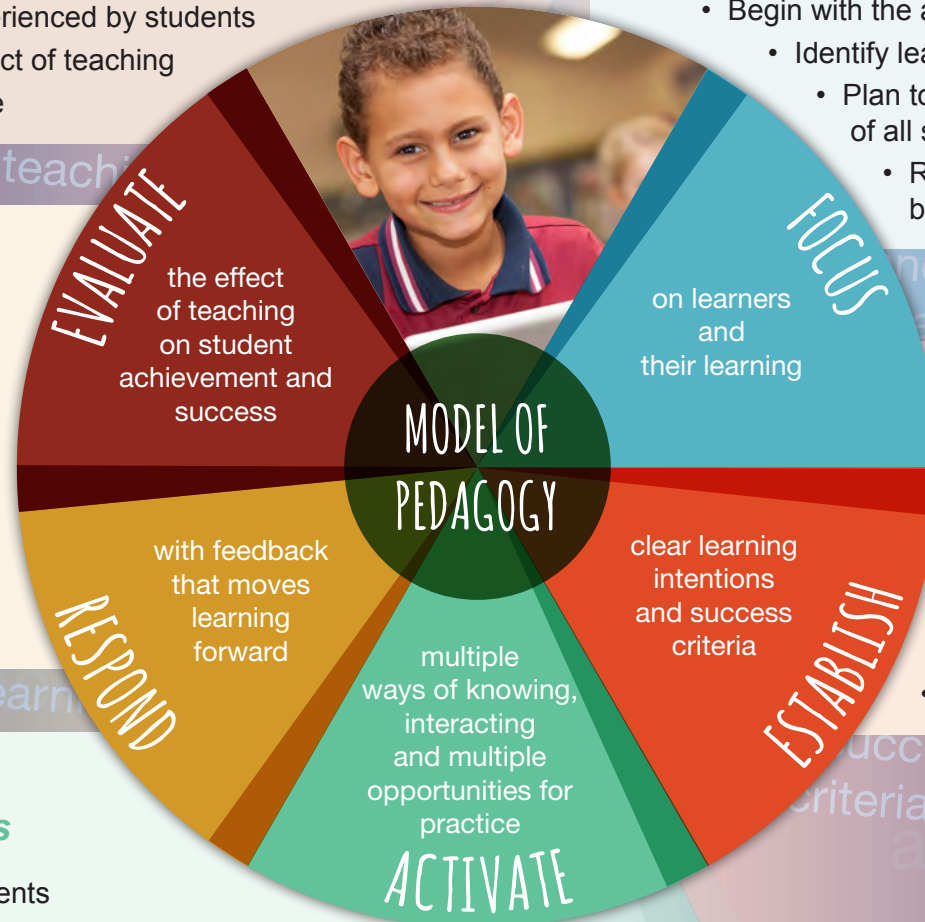 erienced by students
ct of teaching
e
teach
EVALUATE
the effect
of teaching
on student
achievement and
success
• Begin with the a
• Identify lea
• Plan to
of all s
• R
b
FOCUS
on learners
and
their learning
MODEL OF
PEDAGOGY
clear learning
intentions
and success
criteria
ESTABLISH
•
ucc
criteria
a
multiple
ways of knowing,
interacting
and multiple
opportunities for
practice
ACTIVATE
with feedback
that moves
learning
forward
RESPOND
earni
s
ents